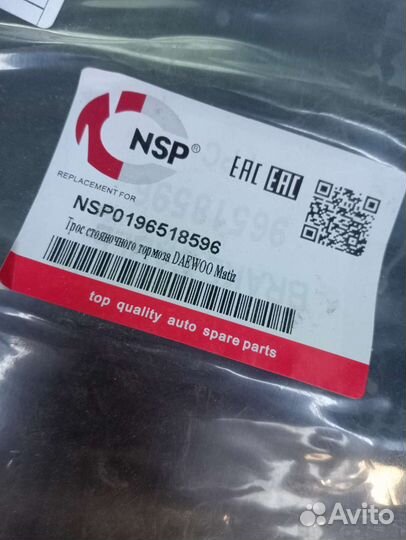 NSP®
EAC EAC
REPLACEMENT FOR
NSP0196518596
Трос стояночного тормоза DAEWOO Matiz
top quality auto spare parts
Avito